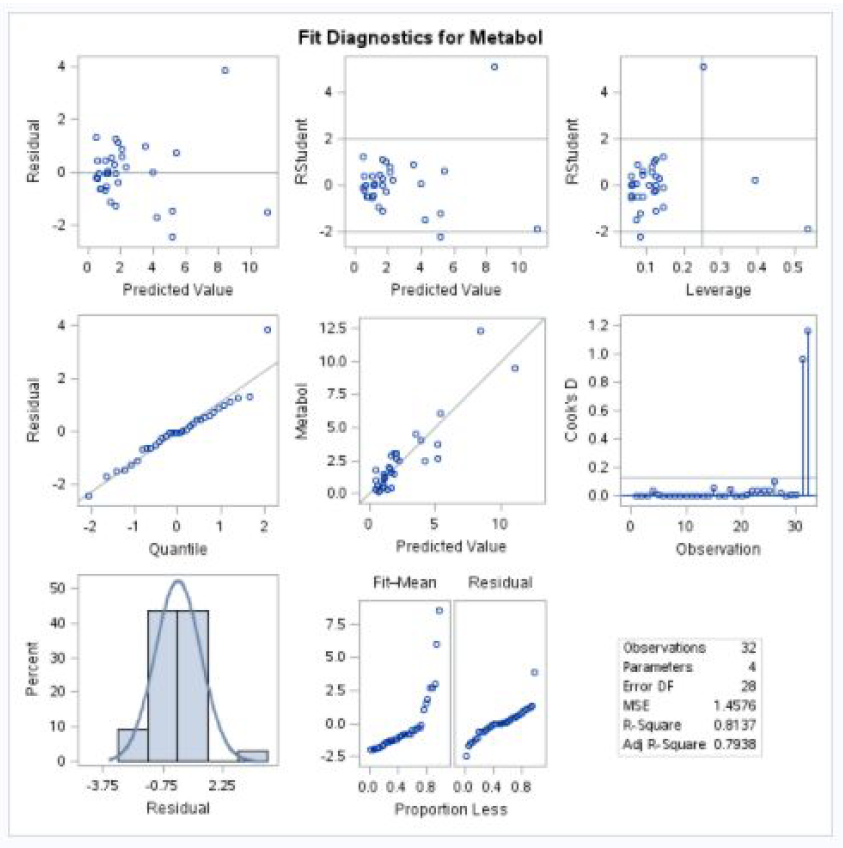 Fit Diagnostics for Metabol
Residual
4
2
0
-2
0 2 4 6 8 10
Predicted Value
RStudent
4
2
0
-2
0 2 4 6 8 10
Predicted Value
RStudent
4
2
0
-2
0.1 0.2 0.3 0.4 0.5
Leverage
Residual
4
2
0
-2
-2 -1 0 1 2
Quantile
Metabol
12.5
10.0
7.5
5.0
2.5
0.0
0 5 10
Predicted Value
Cook's D
1.2
1.0
0.8
0.6
0.4
0.2
0.0
0 10 20 30
Observation
Percent
50
40
30
20
10
0
-3.75 -0.75 2.25
Residual
Fit–Mean Residual
7.5
5.0
2.5
0.0
-2.5
0.0 0.4 0.8 0.0 0.4 0.8
Proportion Less
Observations 32
Parameters 4
Error DF 28
MSE 1.4576
R-Square 0.8137
Adj R-Square 0.7938